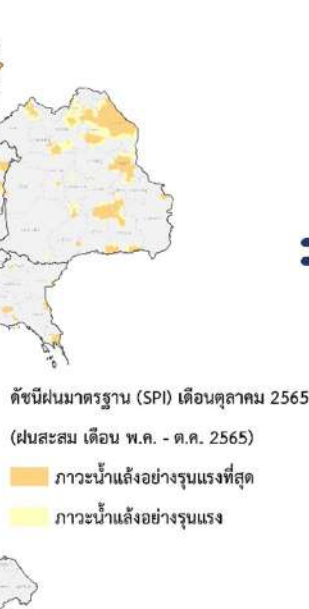 ดัชนีฝนมาตรฐาน (SPI) เดือนตุลาคม 2565
(ฝนสะสม เดือน พ.ค. - ต.ค. 2565)
ภาวะน้ำแล้งอย่างรุนแรงที่สุด
ภาวะน้ำแล้งอย่างรุนแรง